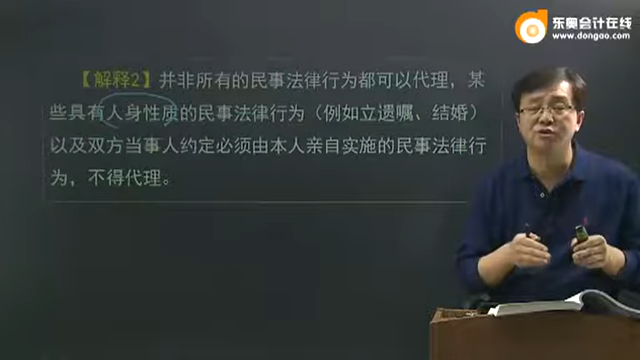 东奥会计在线
www.dongao.com
【解释2】并非所有的民事法律行为都可以代理，某
些具有人身性质的民事法律行为（例如立遗嘱、结婚）
以及双方当事人约定必须由本人亲自实施的民事法律行
为，不得代理。